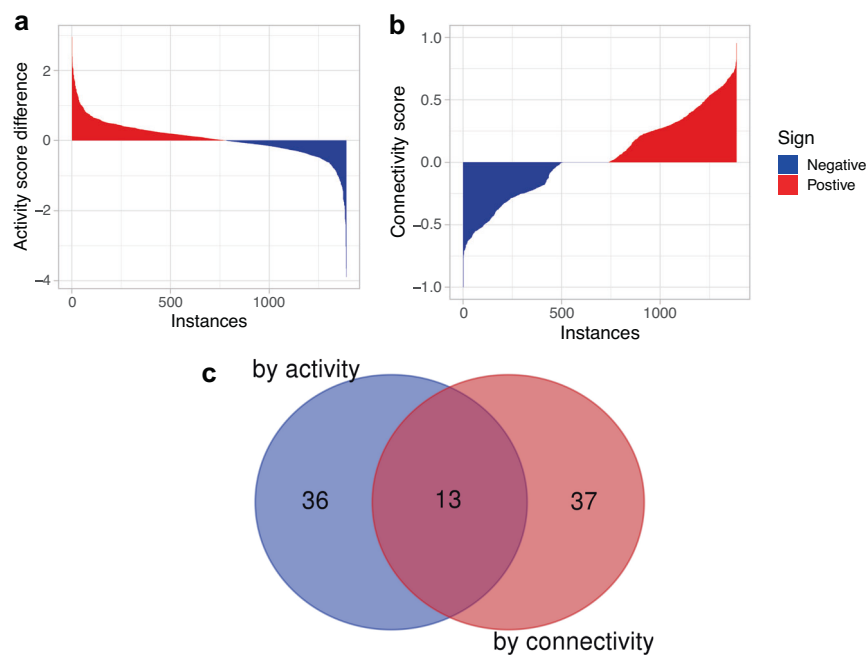 a
2
0
−2
−4
Activity score difference
0
500
1000
Instances
b
1.0
0.5
0.0
−0.5
−1.0
Connectivity score
0
500
1000
Instances
Sign
Negative
Postive
c
by activity
36
13
37
by connectivity